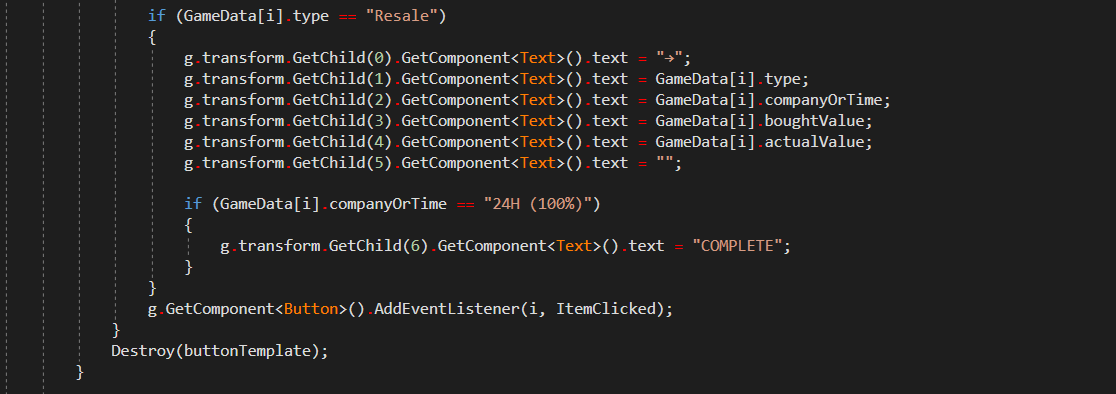 if (GameData[i].type == "Resale")
{
g.transform.GetChild(0).GetComponent<Text>().text = "→";
g.transform.GetChild(1).GetComponent<Text>().text = GameData[i].type;
g.transform.GetChild(2).GetComponent<Text>().text = GameData[i].companyOrTime;
g.transform.GetChild(3).GetComponent<Text>().text = GameData[i].boughtValue;
g.transform.GetChild(4).GetComponent<Text>().text = GameData[i].actualValue;
g.transform.GetChild(5).GetComponent<Text>().text = "";
if (GameData[i].companyOrTime == "24H (100%)")
{
g.transform.GetChild(6).GetComponent<Text>().text = "COMPLETE";
}
}
g.GetComponent<Button>().AddEventListener(i, ItemClicked);
}
Destroy(buttonTemplate);
}